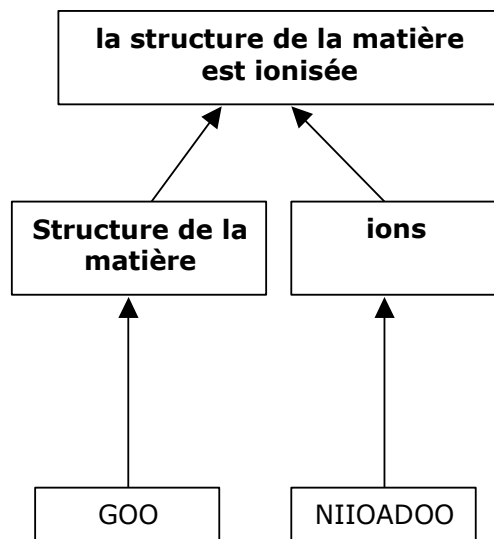 la structure de la matière
est ionisée
Structure de la
matière
ions
GOO
NIIOADOO